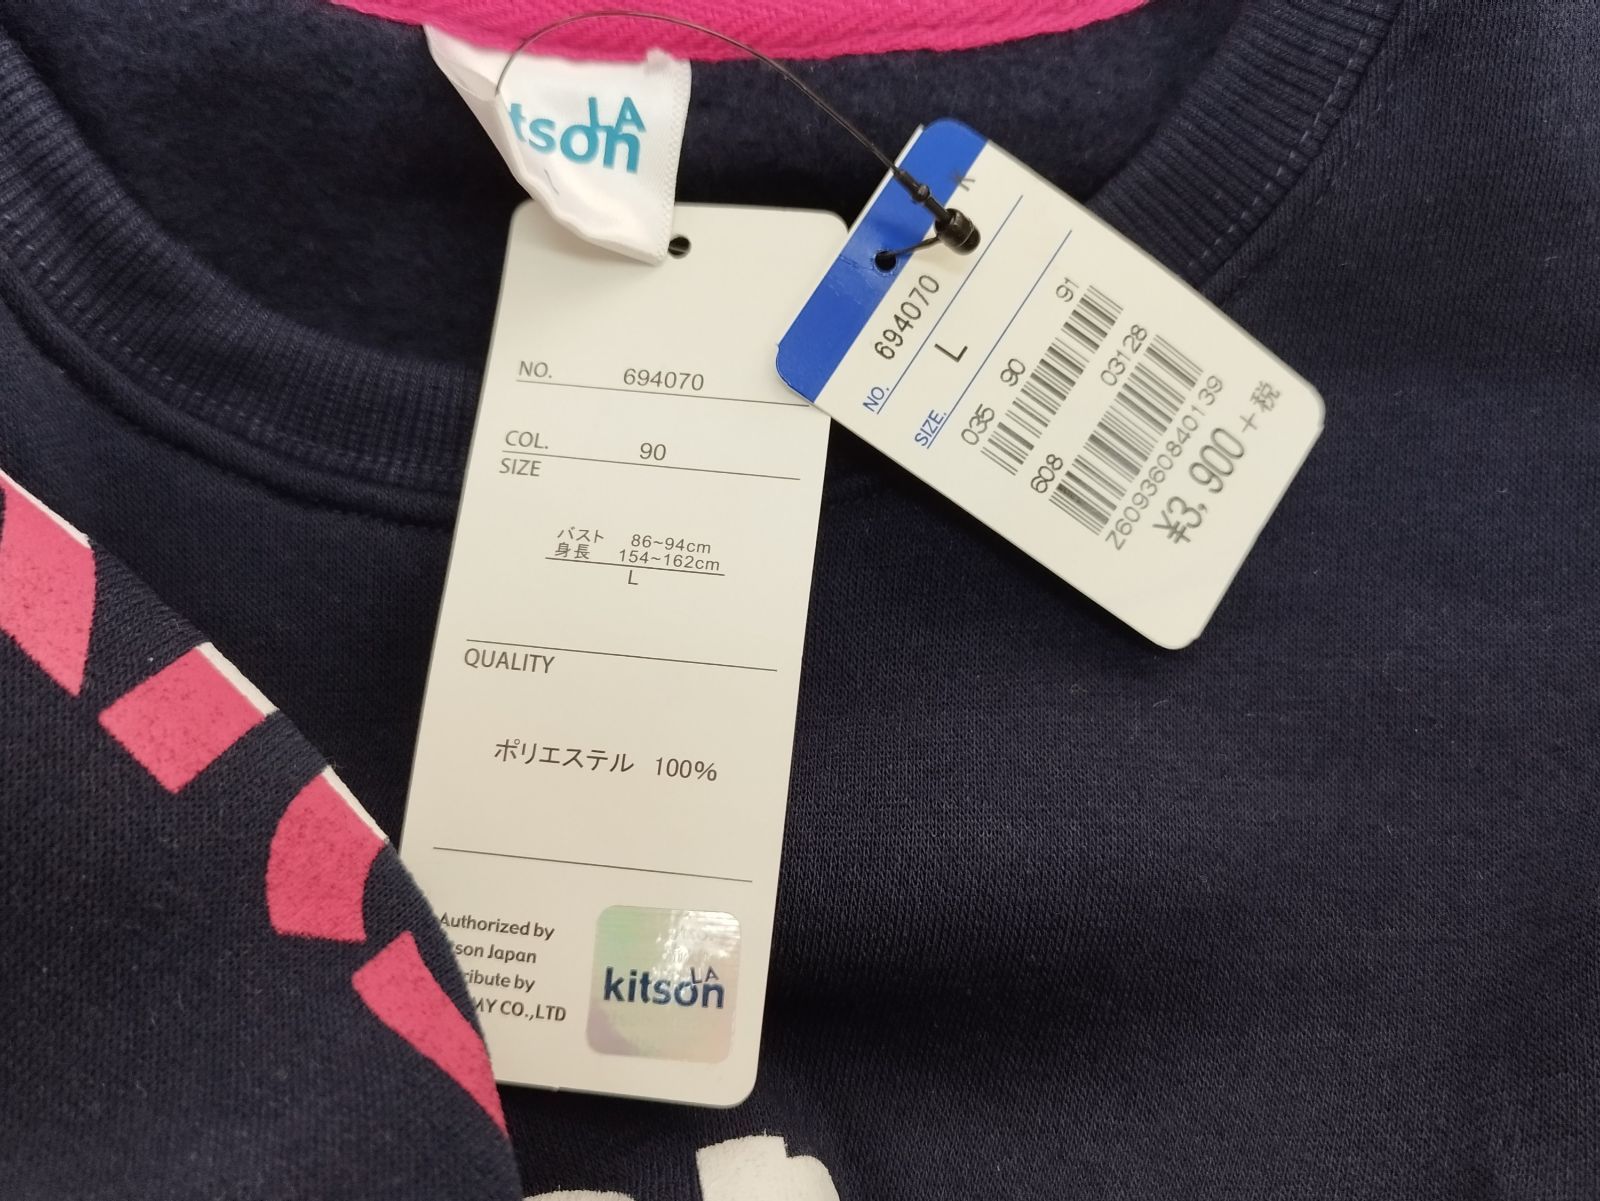 LA
tson
NO. 694070
COL. 90
SIZE
バスト 86~94cm
身長 154~162cm
L
QUALITY
ポリエステル 100%
Authorized by
son Japan
ribute by
MY CO.,LTD
LA
kitson
K
NO. 694070
SIZE. L
035 90 91
608 03128
Z609360840139
¥3,900+税